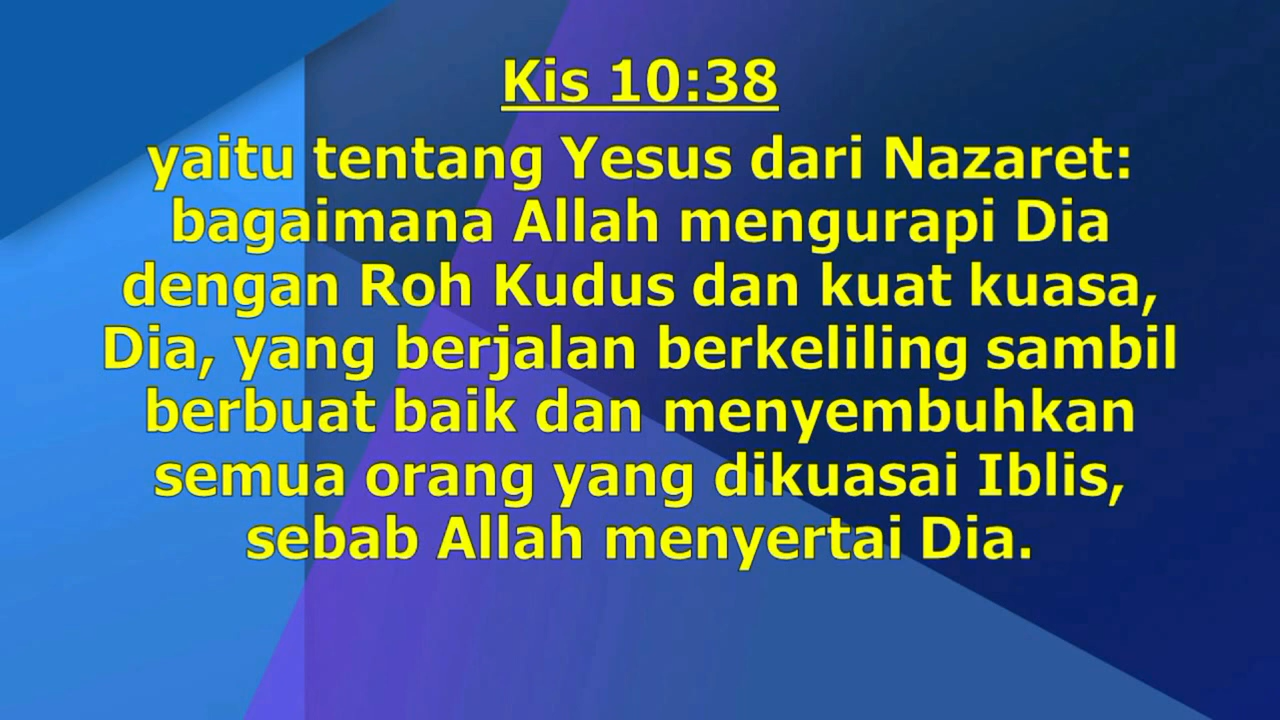 Kis 10:38
yaitu tentang Yesus dari Nazaret:
bagaimana Allah mengurapi Dia
dengan Roh Kudus dan kuat kuasa,
Dia, yang berjalan berkeliling sambil
berbuat baik dan menyembuhkan
semua orang yang dikuasai Iblis,
sebab Allah menyertai Dia.